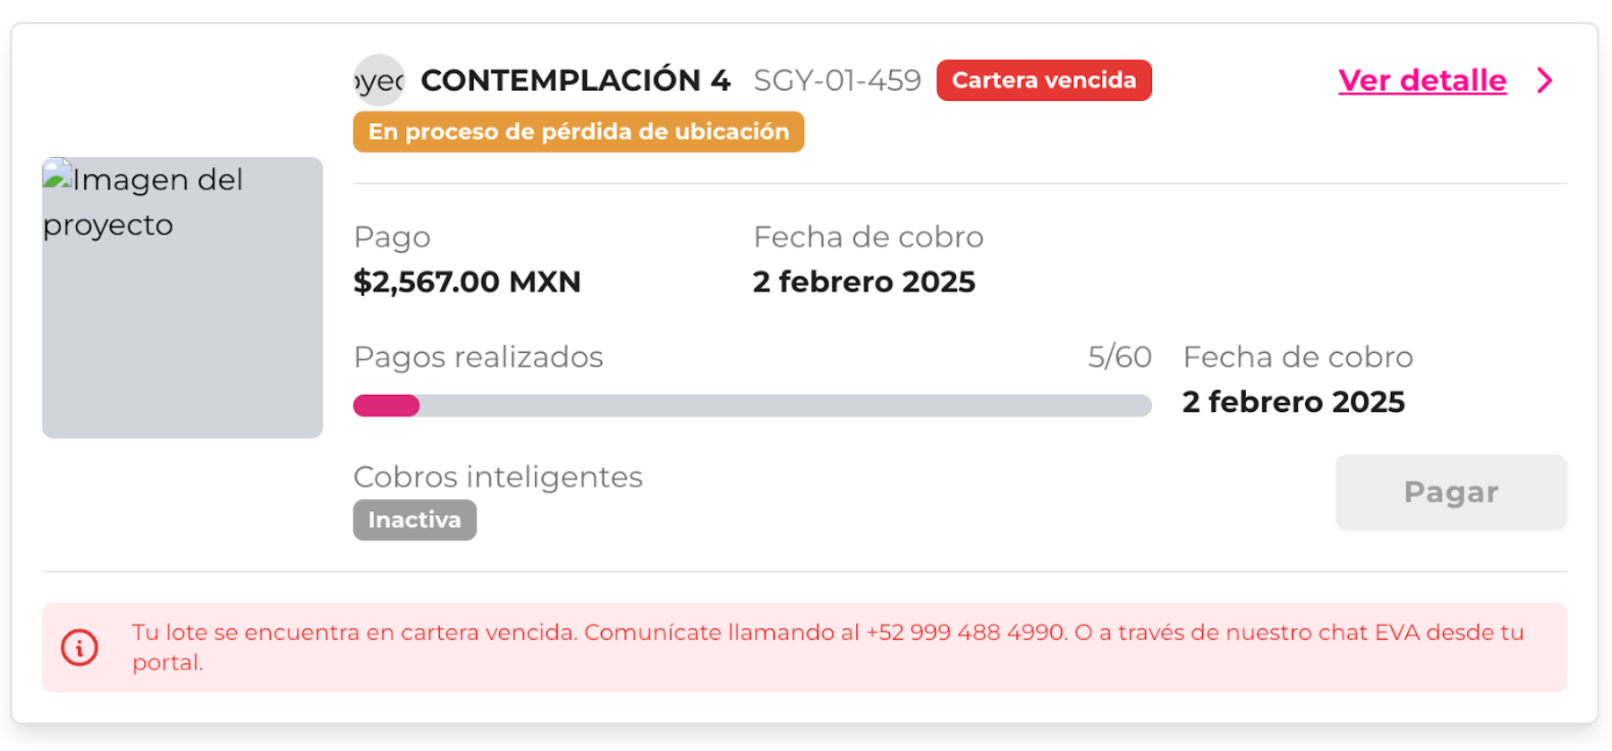 oyec CONTEMPLACIÓN 4 SGY-01-459 Cartera vencida Ver detalle
En proceso de pérdida de ubicación
Imagen del
proyecto
Pago Fecha de cobro
$2,567.00 MXN 2 febrero 2025
Pagos realizados 5/60 Fecha de cobro
2 febrero 2025
Cobros inteligentes
Inactiva
Pagar
Tu lote se encuentra en cartera vencida. Comunícate llamando al +52 999 488 4990. O a través de nuestro chat EVA desde tu
portal.